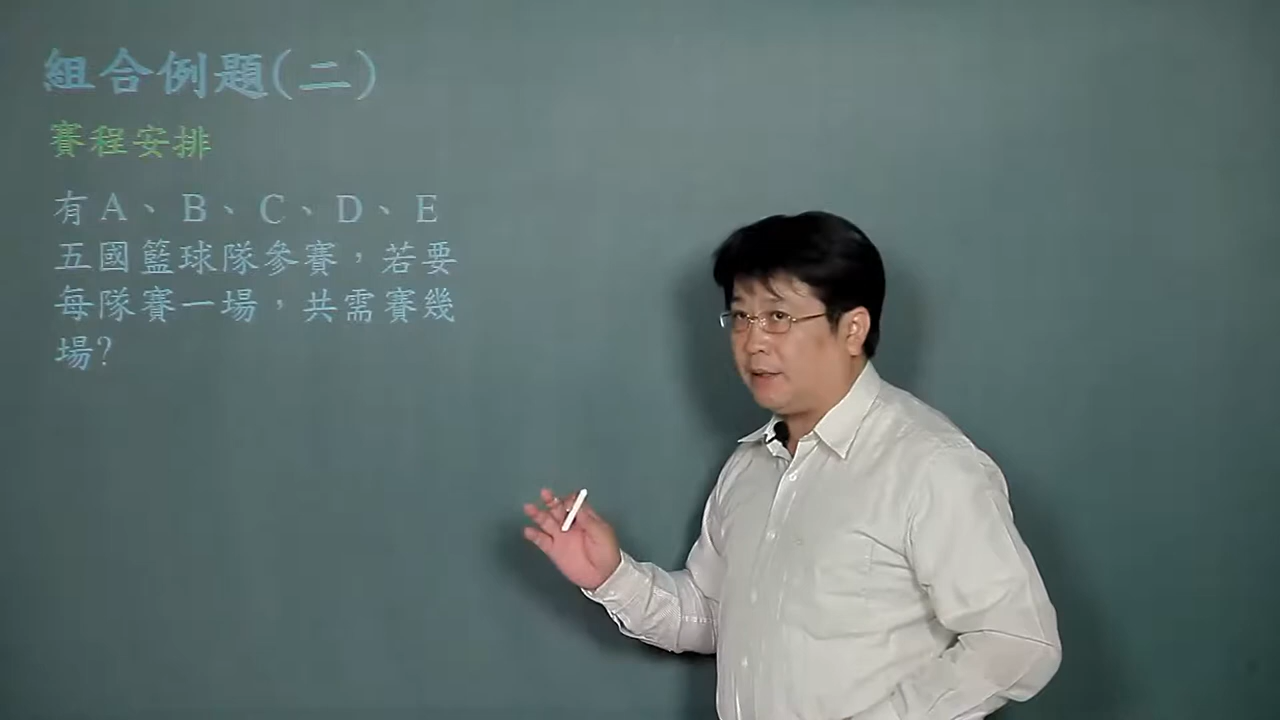 組合例題(二)
賽程安排
有A、B、C、D、E
五國籃球隊參賽，若要
每隊賽一場，共需賽幾
場?